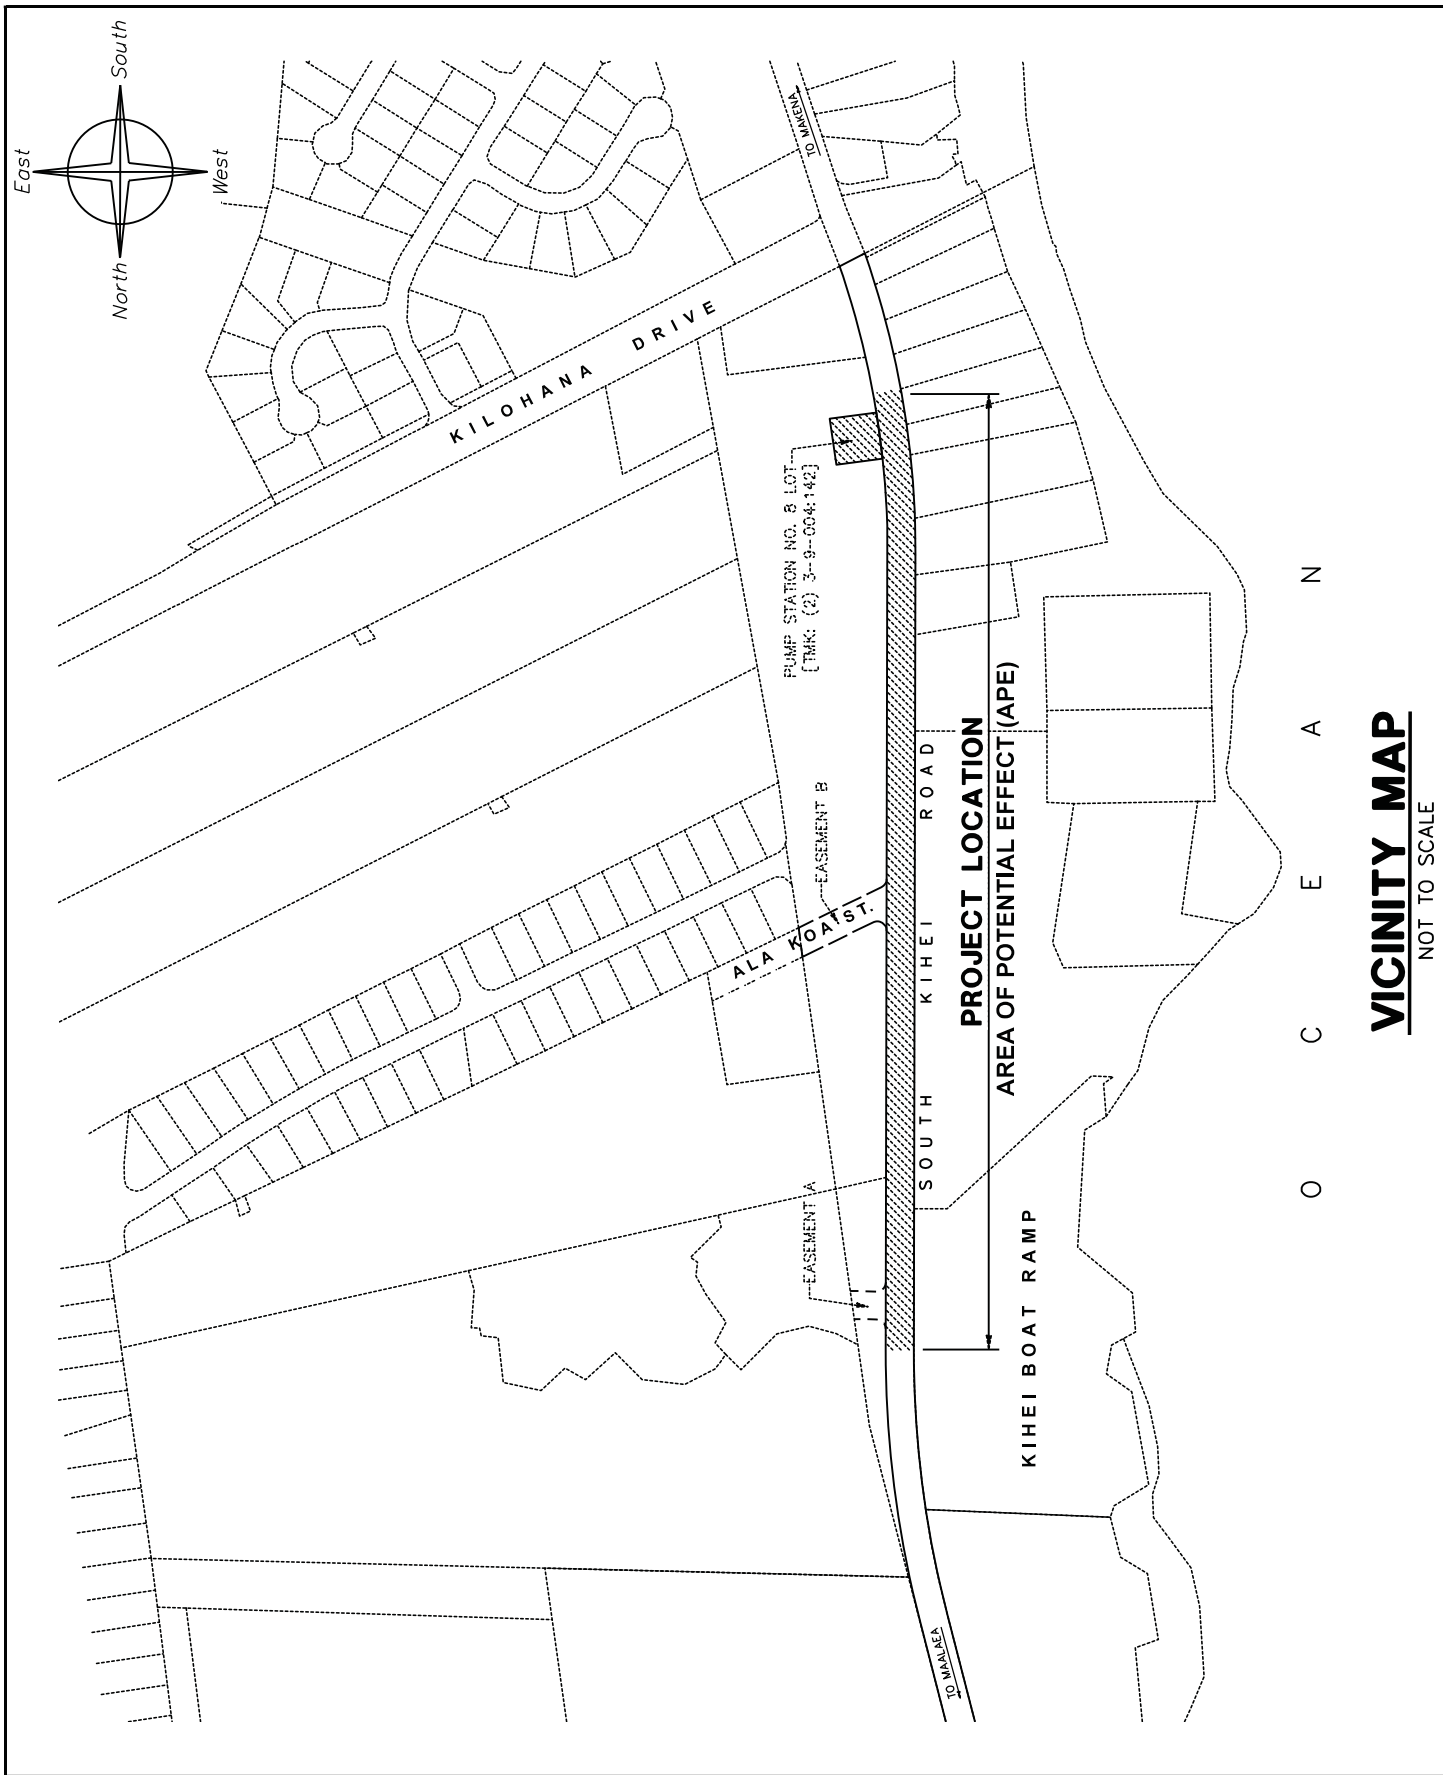 East
South
North
West
TO MAKENA
KILOHANA DRIVE
PUMP STATION NO. 8 LOT
[TMK: (2) 3-9-004:142]
EASEMENT B
ALA KOA ST.
EASEMENT A
SOUTH KIHEI ROAD
PROJECT LOCATION
AREA OF POTENTIAL EFFECT (APE)
KIHEI BOAT RAMP
TO MAALAEA
OCEAN
VICINITY MAP
NOT TO SCALE